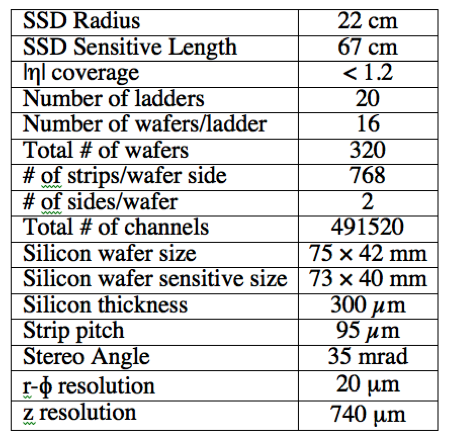 SSD Radius 22 cm
SSD Sensitive Length 67 cm
|η| coverage < 1.2
Number of ladders 20
Number of wafers/ladder 16
Total # of wafers 320
# of strips/wafer side 768
# of sides/wafer 2
Total # of channels 491520
Silicon wafer size 75 × 42 mm
Silicon wafer sensitive size 73 × 40 mm
Silicon thickness 300 μm
Strip pitch 95 μm
Stereo Angle 35 mrad
r-ϕ resolution 20 μm
z resolution 740 μm